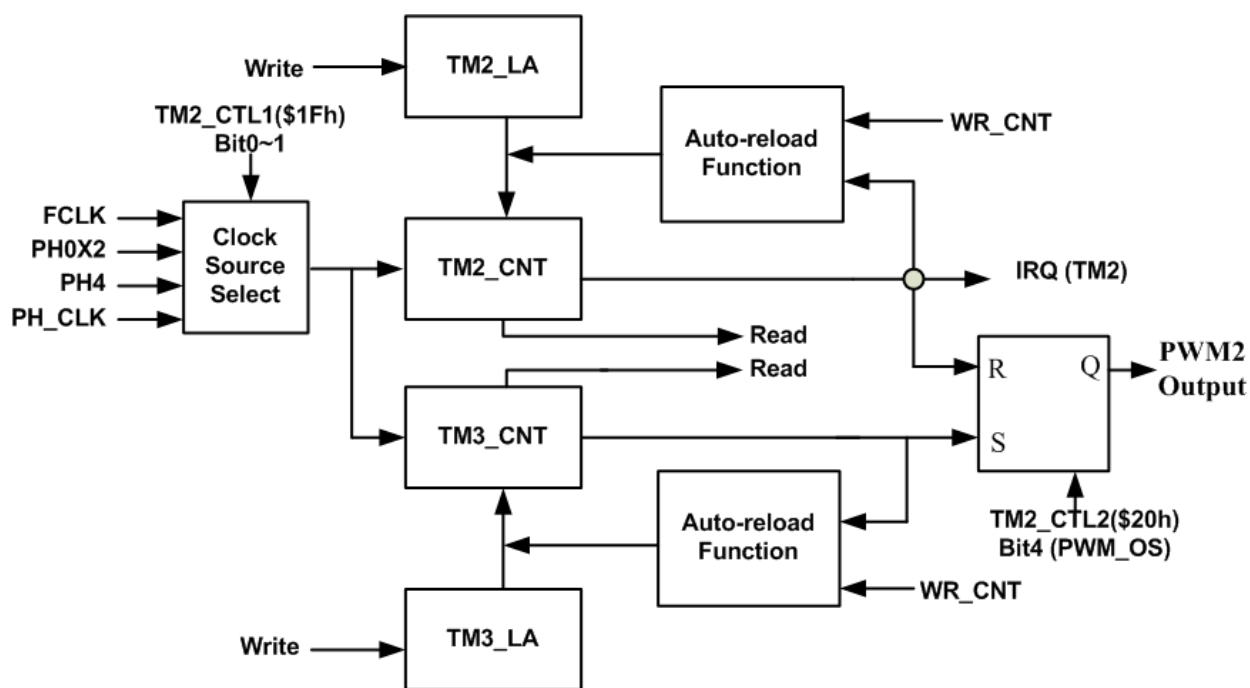 TM2_LA
Write
TM2_CTL1($1Fh)
Bit0~1
Auto-reload
Function
WR_CNT
FCLK
PH0X2
PH4
PH_CLK
Clock
Source
Select
TM2_CNT
IRQ (TM2)
Read
Read
R
Q
S
PWM2
Output
TM3_CNT
Auto-reload
Function
TM2_CTL2($20h)
Bit4 (PWM_OS)
WR_CNT
Write
TM3_LA